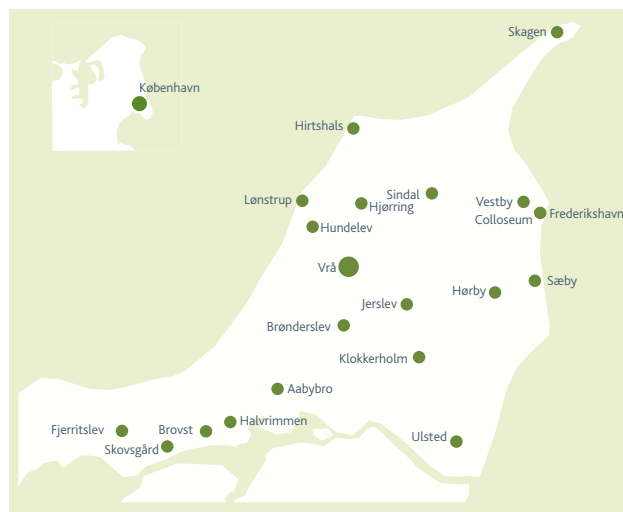 Skagen
København
Hirtshals
Sindal
Lønstrup
Hjørring
Vestby
Colloseum
Frederikshavn
Hundelev
Vrå
Sæby
Hørby
Jerslev
Brønderslev
Klokkerholm
Aabybro
Halvrimmen
Fjerritslev
Brovst
Ulsted
Skovsgård